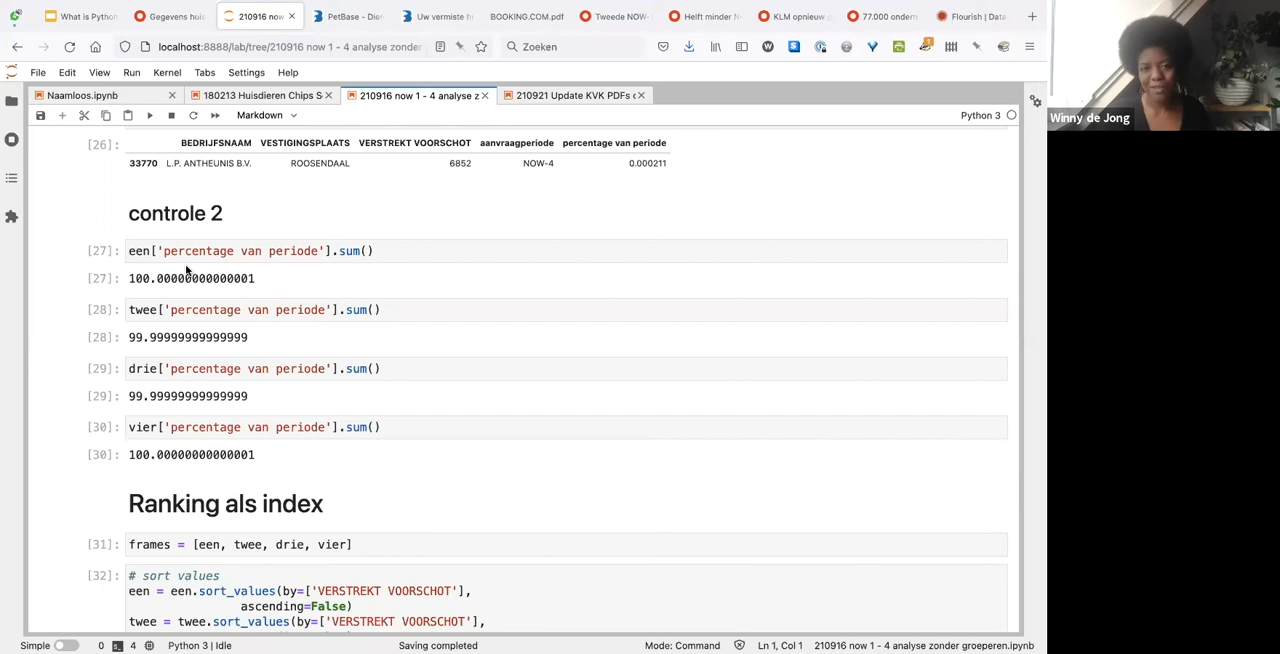 What is Python
Gegevens huis
210916 now
PetBase - Die
Uw vermiste h
BOOKING.COM.pdf
Tweede NOW-
Helft minder N
KLM opnieuw g
77.000 ondern
Flourish | Data
localhost:8888/lab/tree/210916 now 1 - 4 analyse zonder
Zoeken
File Edit View Run Kernel Tabs Settings Help
Naamloos.ipynb
180213 Huisdieren Chips S
210916 now 1 - 4 analyse z
210921 Update KVK PDFs
Markdown
Python 3
Winny de Jong
[26]:
BEDRIJFSNAAM VESTIGINGSPLAATS VERSTREKT VOORSCHOT aanvraagperiode percentage van periode
33770 L.P. ANTHEUNIS B.V. ROOSENDAAL 6852 NOW-4 0.000211
controle 2
[27]: een['percentage van periode'].sum()
[27]: 100.00000000000001
[28]: twee['percentage van periode'].sum()
[28]: 99.99999999999999
[29]: drie['percentage van periode'].sum()
[29]: 99.99999999999999
[30]: vier['percentage van periode'].sum()
[30]: 100.00000000000001
Ranking als index
[31]: frames = [een, twee, drie, vier]
[32]: # sort values
een = een.sort_values(by=['VERSTREKT VOORSCHOT'],
ascending=False)
twee = twee.sort_values(by=['VERSTREKT VOORSCHOT'],
Simple 0 4 Python 3 | Idle Saving completed Mode: Command Ln 1, Col 1 210916 now 1 - 4 analyse zonder groeperen.ipynb